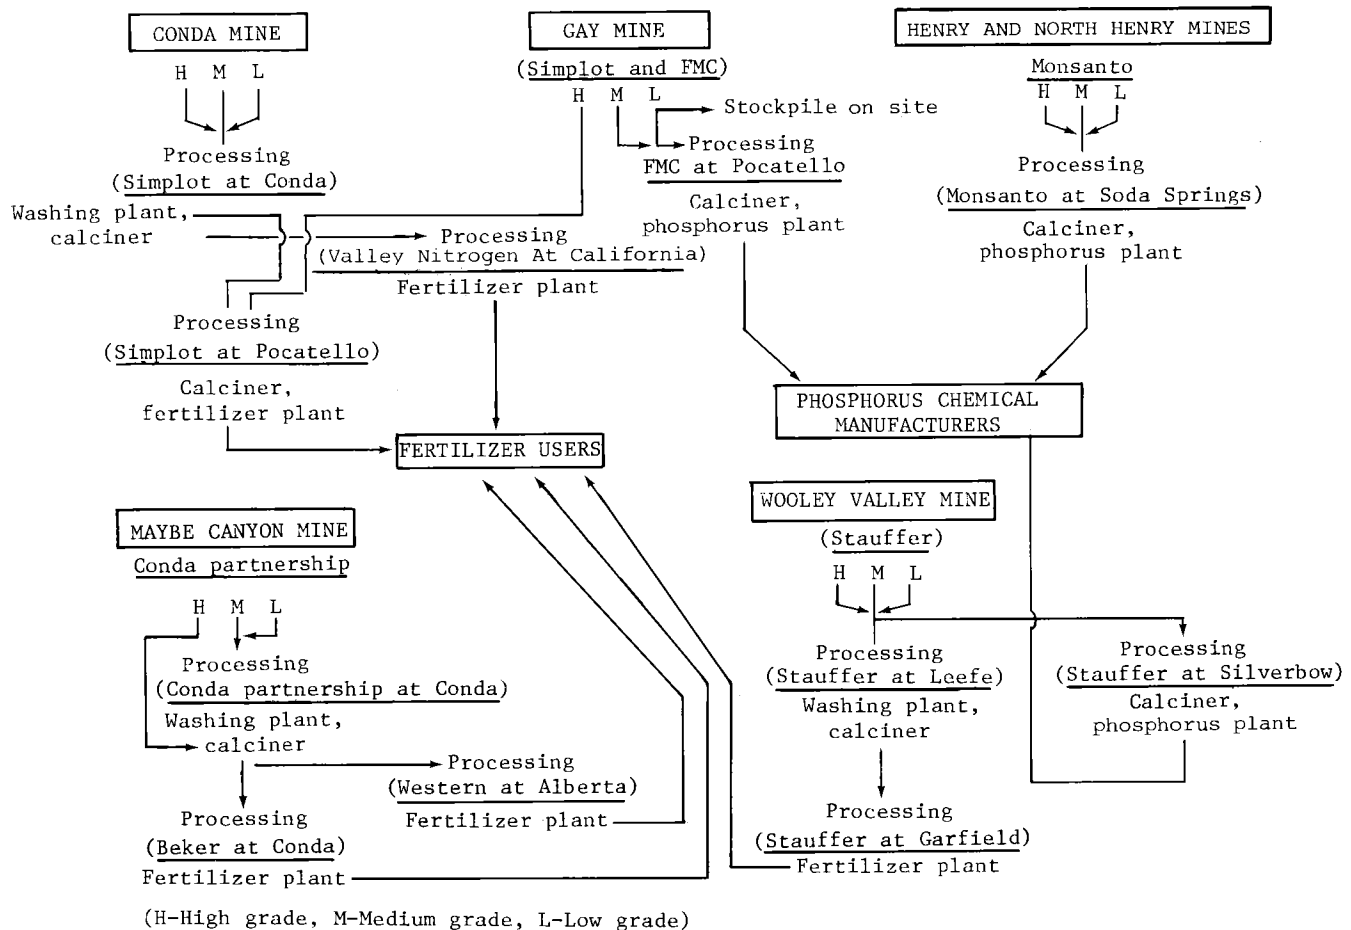 CONDA MINE
H M L
Processing
(Simplot at Conda)
Washing plant,
calciner
GAY MINE
(Simplot and FMC)
H M L
Stockpile on site
Processing
FMC at Pocatello
Calciner,
phosphorus plant
HENRY AND NORTH HENRY MINES
Monsanto
H M L
Processing
(Monsanto at Soda Springs)
Calciner,
phosphorus plant
Processing
(Valley Nitrogen At California)
Fertilizer plant
Processing
(Simplot at Pocatello)
Calciner,
fertilizer plant
FERTILIZER USERS
PHOSPHORUS CHEMICAL
MANUFACTURERS
MAYBE CANYON MINE
Conda partnership
H M L
Processing
(Conda partnership at Conda)
Washing plant,
calciner
Processing
(Western at Alberta)
Fertilizer plant
Processing
(Beker at Conda)
Fertilizer plant
WOOLEY VALLEY MINE
(Stauffer)
H M L
Processing
(Stauffer at Leefe)
Washing plant,
calciner
Processing
(Stauffer at Silverbow)
Calciner,
phosphorus plant
Processing
(Stauffer at Garfield)
Fertilizer plant
(H-High grade, M-Medium grade, L-Low grade)